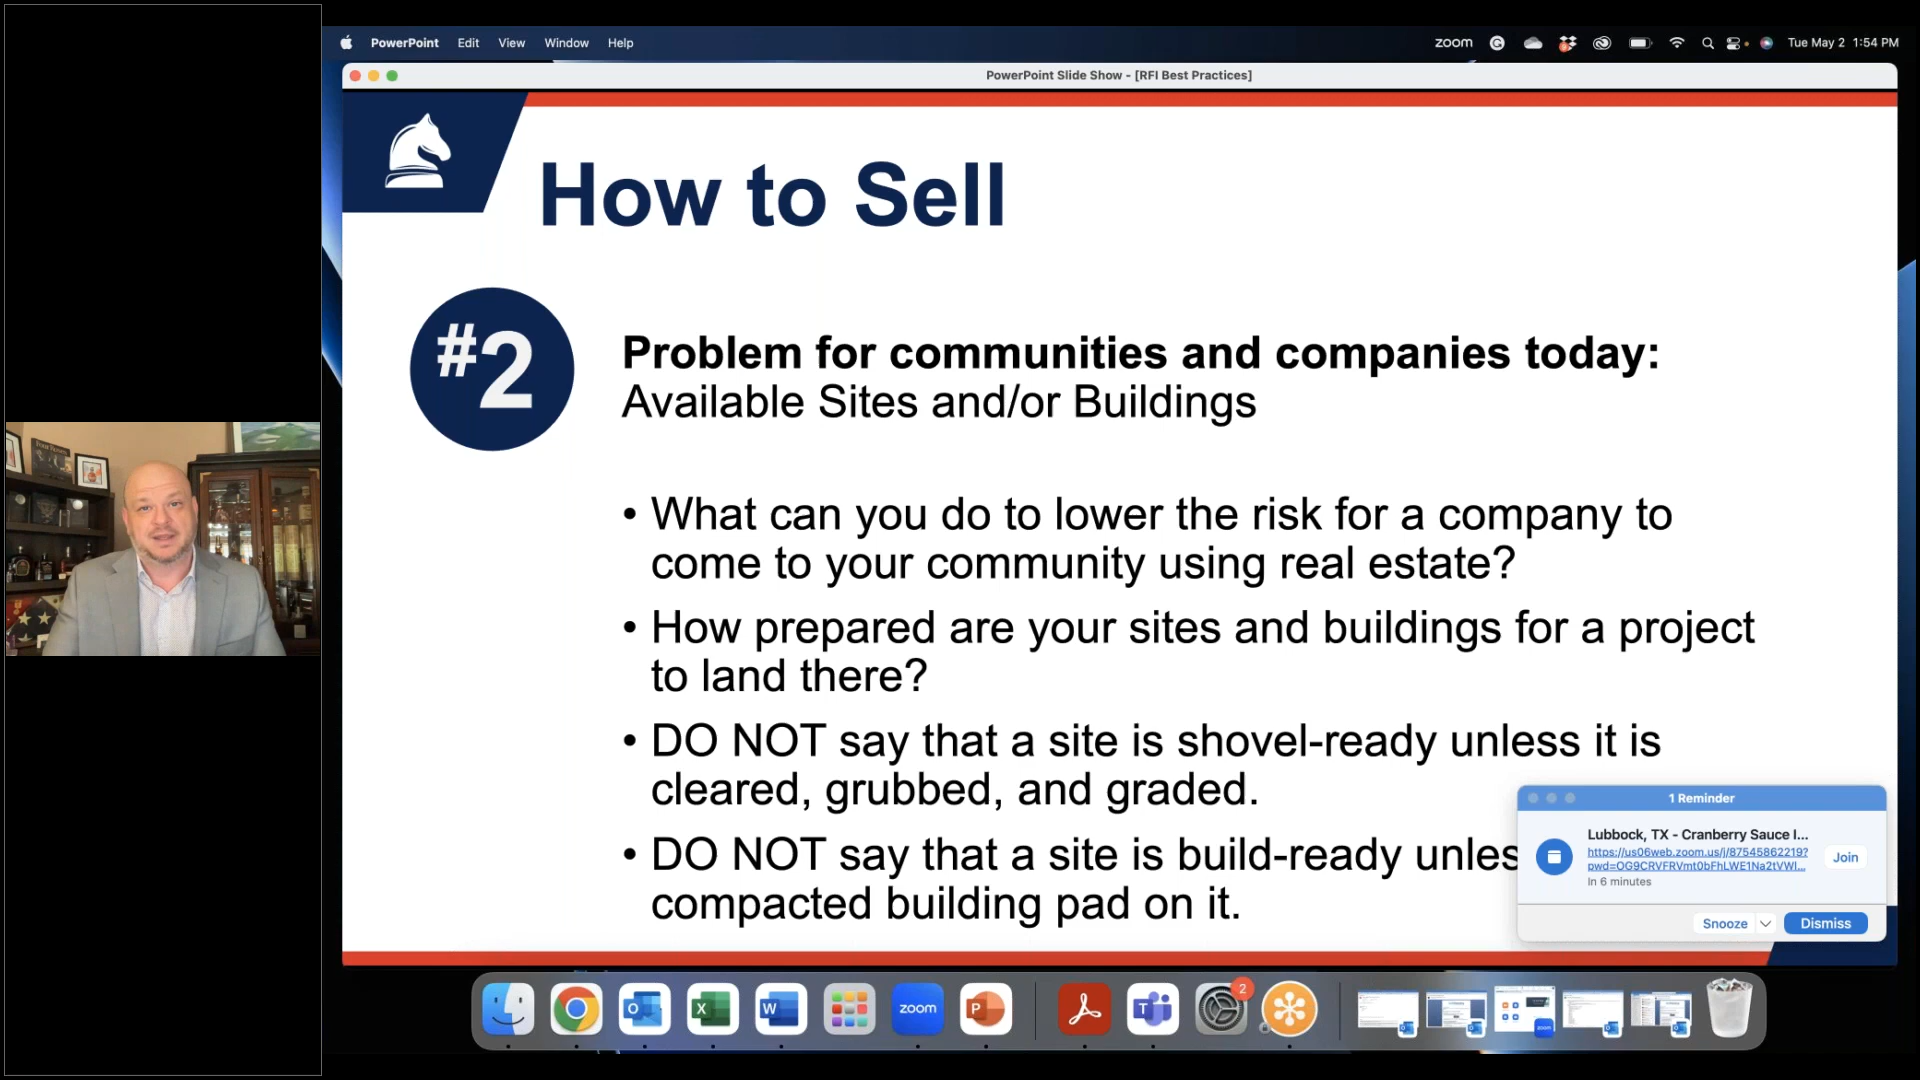 PowerPoint Edit View Window Help
zoom Tue May 2 1:54 PM
PowerPoint Slide Show - [RFI Best Practices]
How to Sell
#2
Problem for communities and companies today:
Available Sites and/or Buildings
• What can you do to lower the risk for a company to
come to your community using real estate?
• How prepared are your sites and buildings for a project
to land there?
• DO NOT say that a site is shovel-ready unless it is
cleared, grubbed, and graded.
• DO NOT say that a site is build-ready unles
compacted building pad on it.
1 Reminder
Lubbock, TX - Cranberry Sauce I...
https://us06web.zoom.us/j/87545862219?
pwd=OG9CRVFRVmt0bFhLWE1Na2tVWl...
In 6 minutes
Join
Snooze
Dismiss
zoom
2